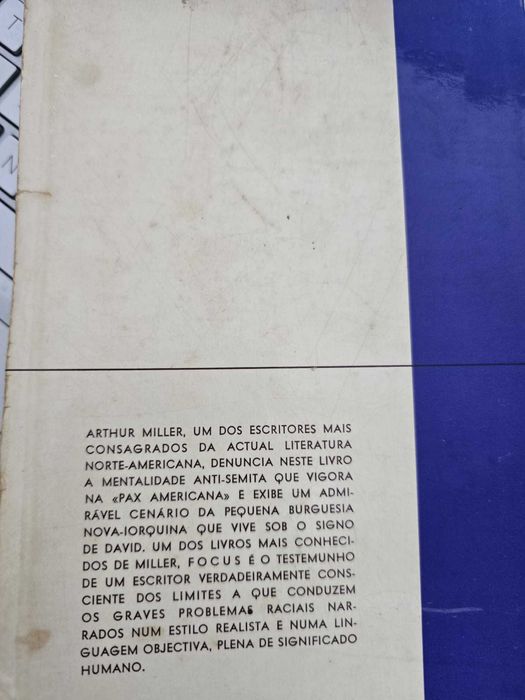 T
N
ARTHUR MILLER, UM DOS ESCRITORES MAIS
CONSAGRADOS DA ACTUAL LITERATURA
NORTE-AMERICANA, DENUNCIA NESTE LIVRO
A MENTALIDADE ANTI-SEMITA QUE VIGORA
NA «PAX AMERICANA» E EXIBE UM ADMI-
RÁVEL CENÁRIO DA PEQUENA BURGUESIA
NOVA-IORQUINA QUE VIVE SOB O SIGNO
DE DAVID. UM DOS LIVROS MAIS CONHECI-
DOS DE MILLER, FOCUS É O TESTEMUNHO
DE UM ESCRITOR VERDADEIRAMENTE CONS-
CIENTE DOS LIMITES A QUE CONDUZEM
OS GRAVES PROBLEMAS RACIAIS NAR-
RADOS NUM ESTILO REALISTA E NUMA LIN-
GUAGEM OBJECTIVA, PLENA DE SIGNIFICADO
HUMANO.